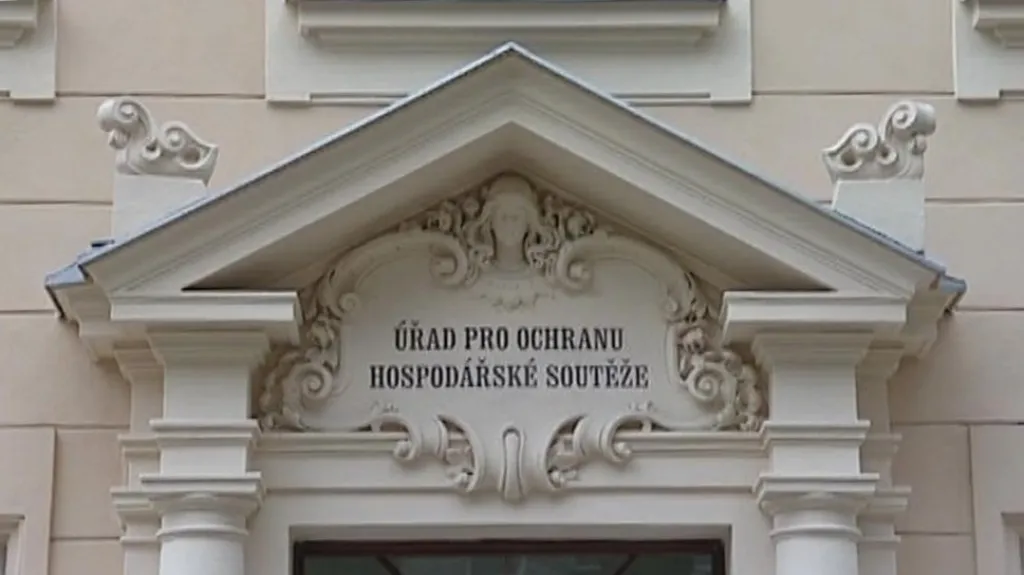 ÚŘAD PRO OCHRANU
HOSPODÁŘSKÉ SOUTĚŽE